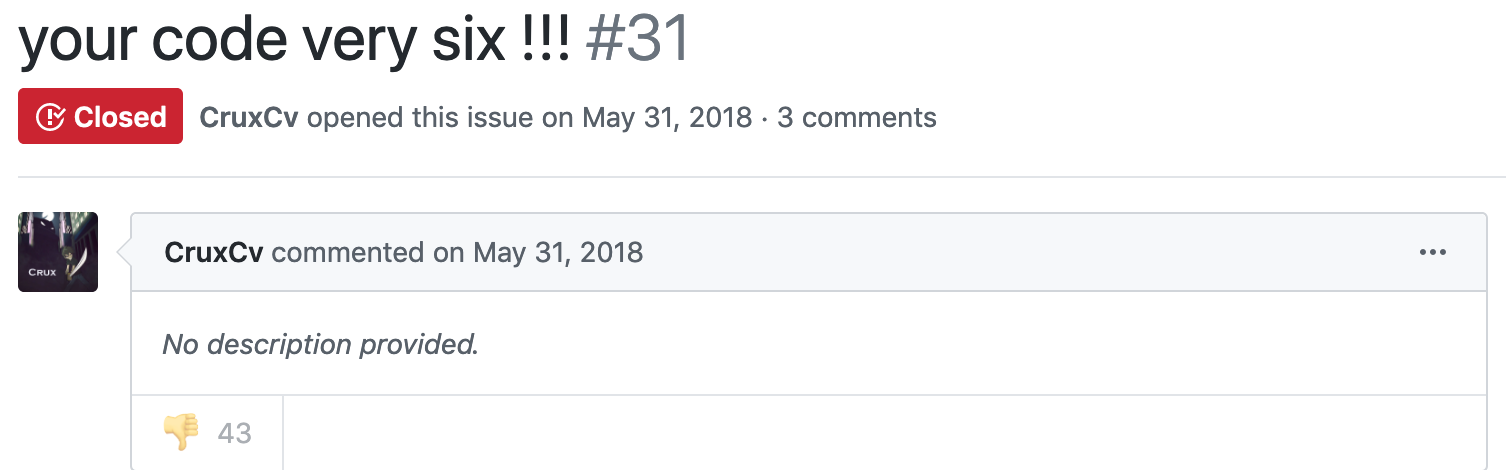 your code very six !!! #31
Closed CruxCv opened this issue on May 31, 2018 · 3 comments
CRUX
CruxCv commented on May 31, 2018
No description provided.
👎 43